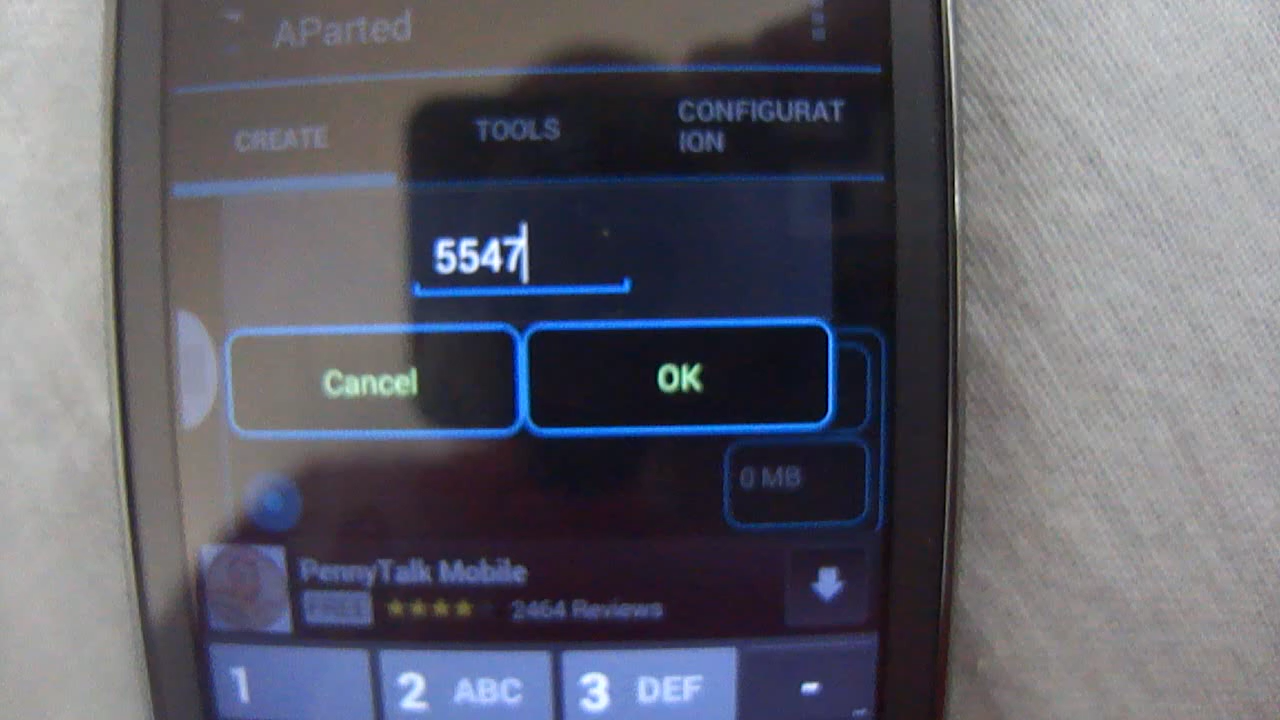 AParted
CREATE
TOOLS
CONFIGURAT
ION
5547
Cancel
OK
0 MB
PennyTalk Mobile
FREE
2464 Reviews
1
2 ABC
3 DEF
-